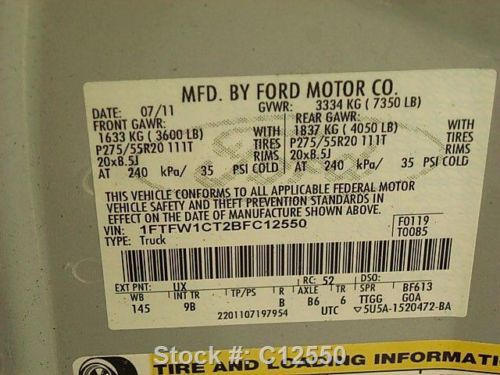 MFD. BY FORD MOTOR CO.
DATE: 07/11 GVWR: 3334 KG ( 7350 LB)
FRONT GAWR: REAR GAWR:
1633 KG ( 3600 LB) WITH 1837 KG ( 4050 LB) WITH
P275/55R20 111T TIRES P275/55R20 111T TIRES
20x8.5J RIMS 20x8.5J RIMS
AT 240 kPa/ 35 PSI COLD AT 240 kPa/ 35 PSI COLD
THIS VEHICLE CONFORMS TO ALL APPLICABLE FEDERAL MOTOR
VEHICLE SAFETY AND THEFT PREVENTION STANDARDS IN
EFFECT ON THE DATE OF MANUFACTURE SHOWN ABOVE.
VIN: 1FTFW1CT2BFC12550 F0119
TYPE: Truck T0085
EXT PNT: UX RC: 52 DSO:
WB INT TR TP/PS R AXLE TR SPR BF613
145 9B B B6 6 TTGG GOA
2201107197954 UTC ▽5U5A-1520472-BA
TIRE AND LOADING INFORMATION
Stock #: C12550